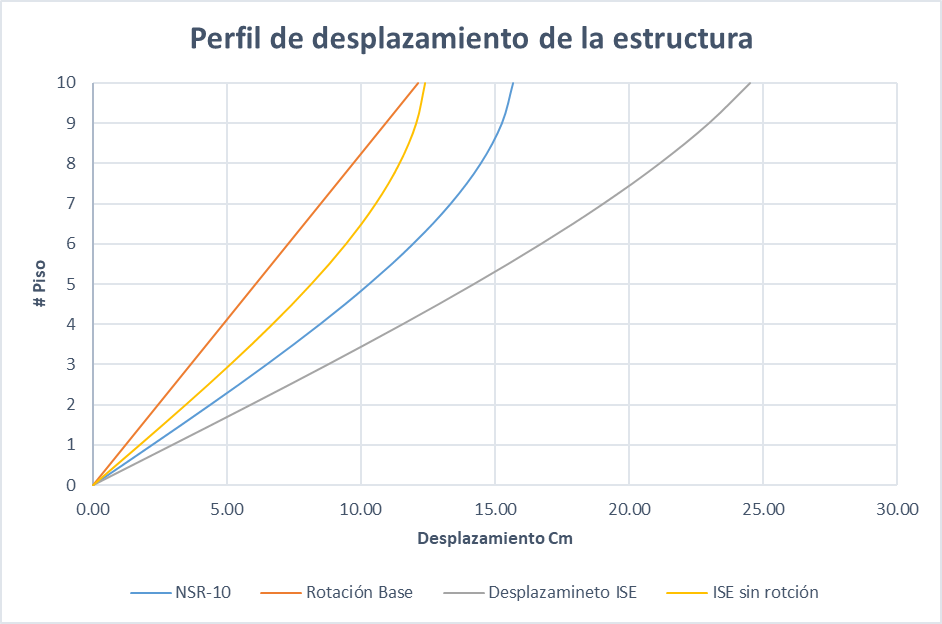 Perfil de desplazamiento de la estructura
10
9
8
7
6
5
4
3
2
1
0
# Piso
0.00 5.00 10.00 15.00 20.00 25.00 30.00
Desplazamiento Cm
NSR-10 Rotación Base Desplazamineto ISE ISE sin rotción